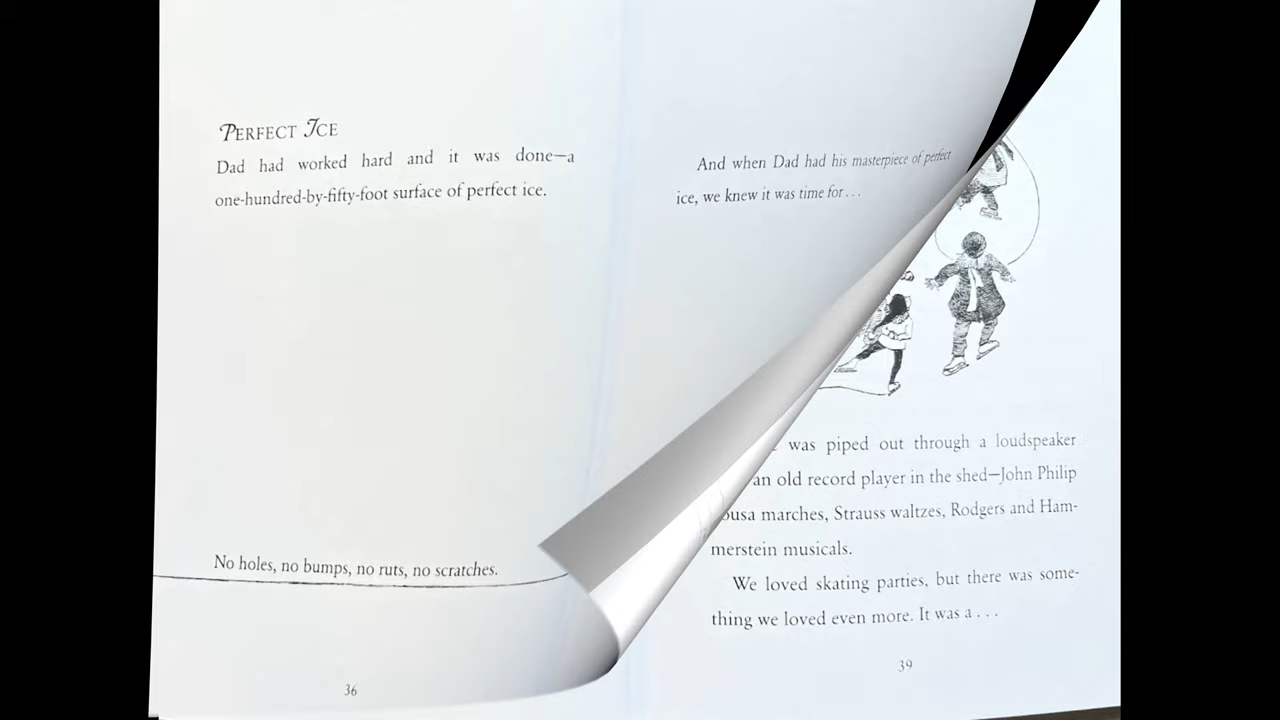 PERFECT ICE
Dad had worked hard and it was done—a
one-hundred-by-fifty-foot surface of perfect ice.
No holes, no bumps, no ruts, no scratches.
36
And when Dad had his masterpiece of perfect
ice, we knew it was time for . . .
was piped out through a loudspeaker
an old record player in the shed—John Philip
ousa marches, Strauss waltzes, Rodgers and Ham-
merstein musicals.
We loved skating parties, but there was some-
thing we loved even more. It was a . . .
39